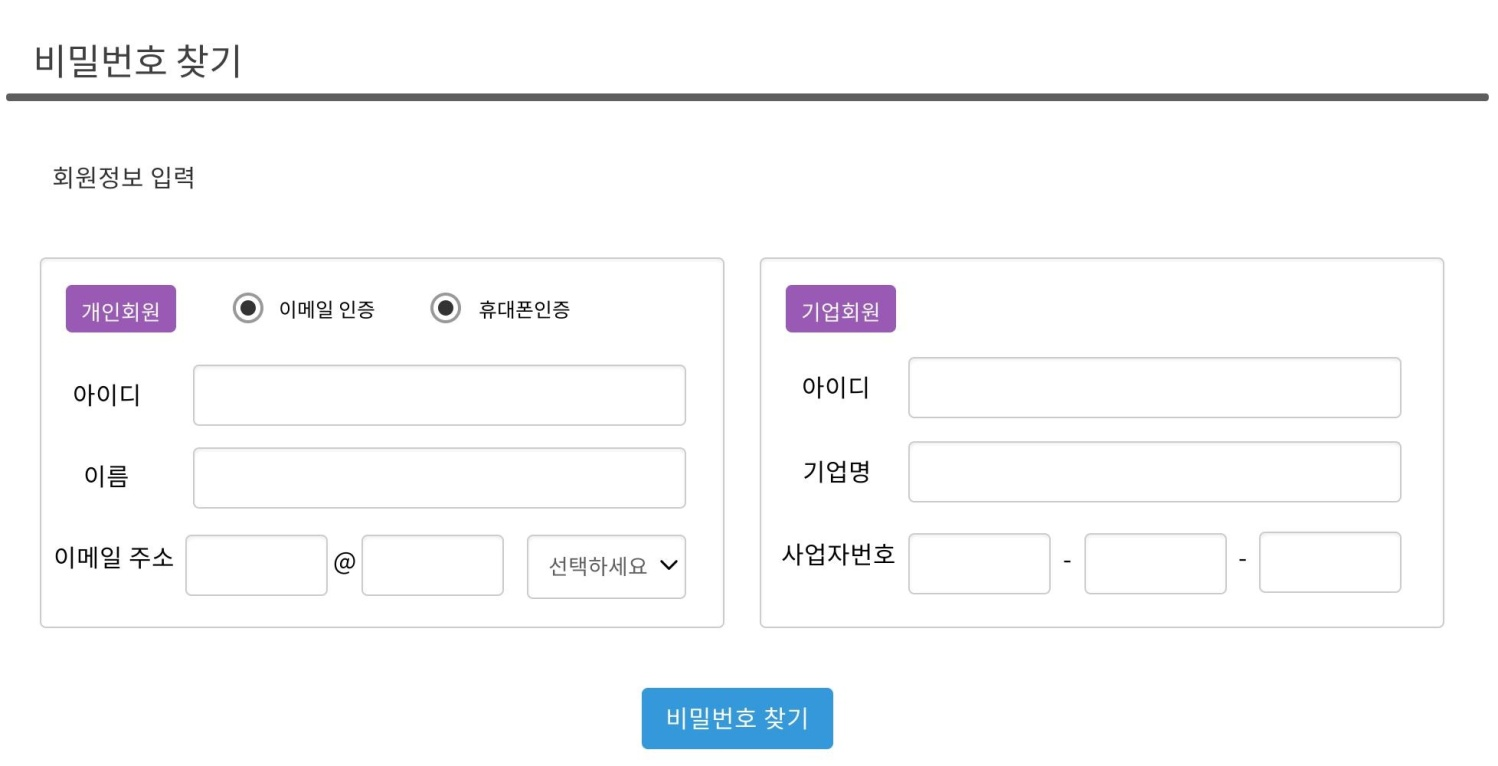 비밀번호 찾기
회원정보 입력
개인회원 이메일 인증 휴대폰인증
아이디
이름
이메일 주소 @ 선택하세요
기업회원
아이디
기업명
사업자번호 - -
비밀번호 찾기